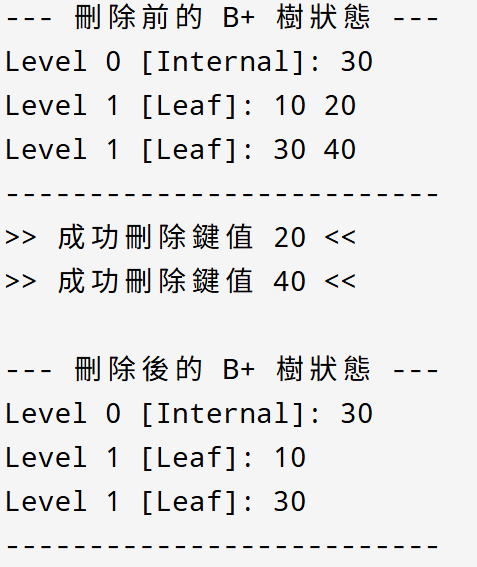 --- 刪除前的 B+ 樹狀態 ---
Level 0 [Internal]: 30
Level 1 [Leaf]: 10 20
Level 1 [Leaf]: 30 40
--------------------------
>> 成功刪除鍵值 20 <<
>> 成功刪除鍵值 40 <<
--- 刪除後的 B+ 樹狀態 ---
Level 0 [Internal]: 30
Level 1 [Leaf]: 10
Level 1 [Leaf]: 30
--------------------------